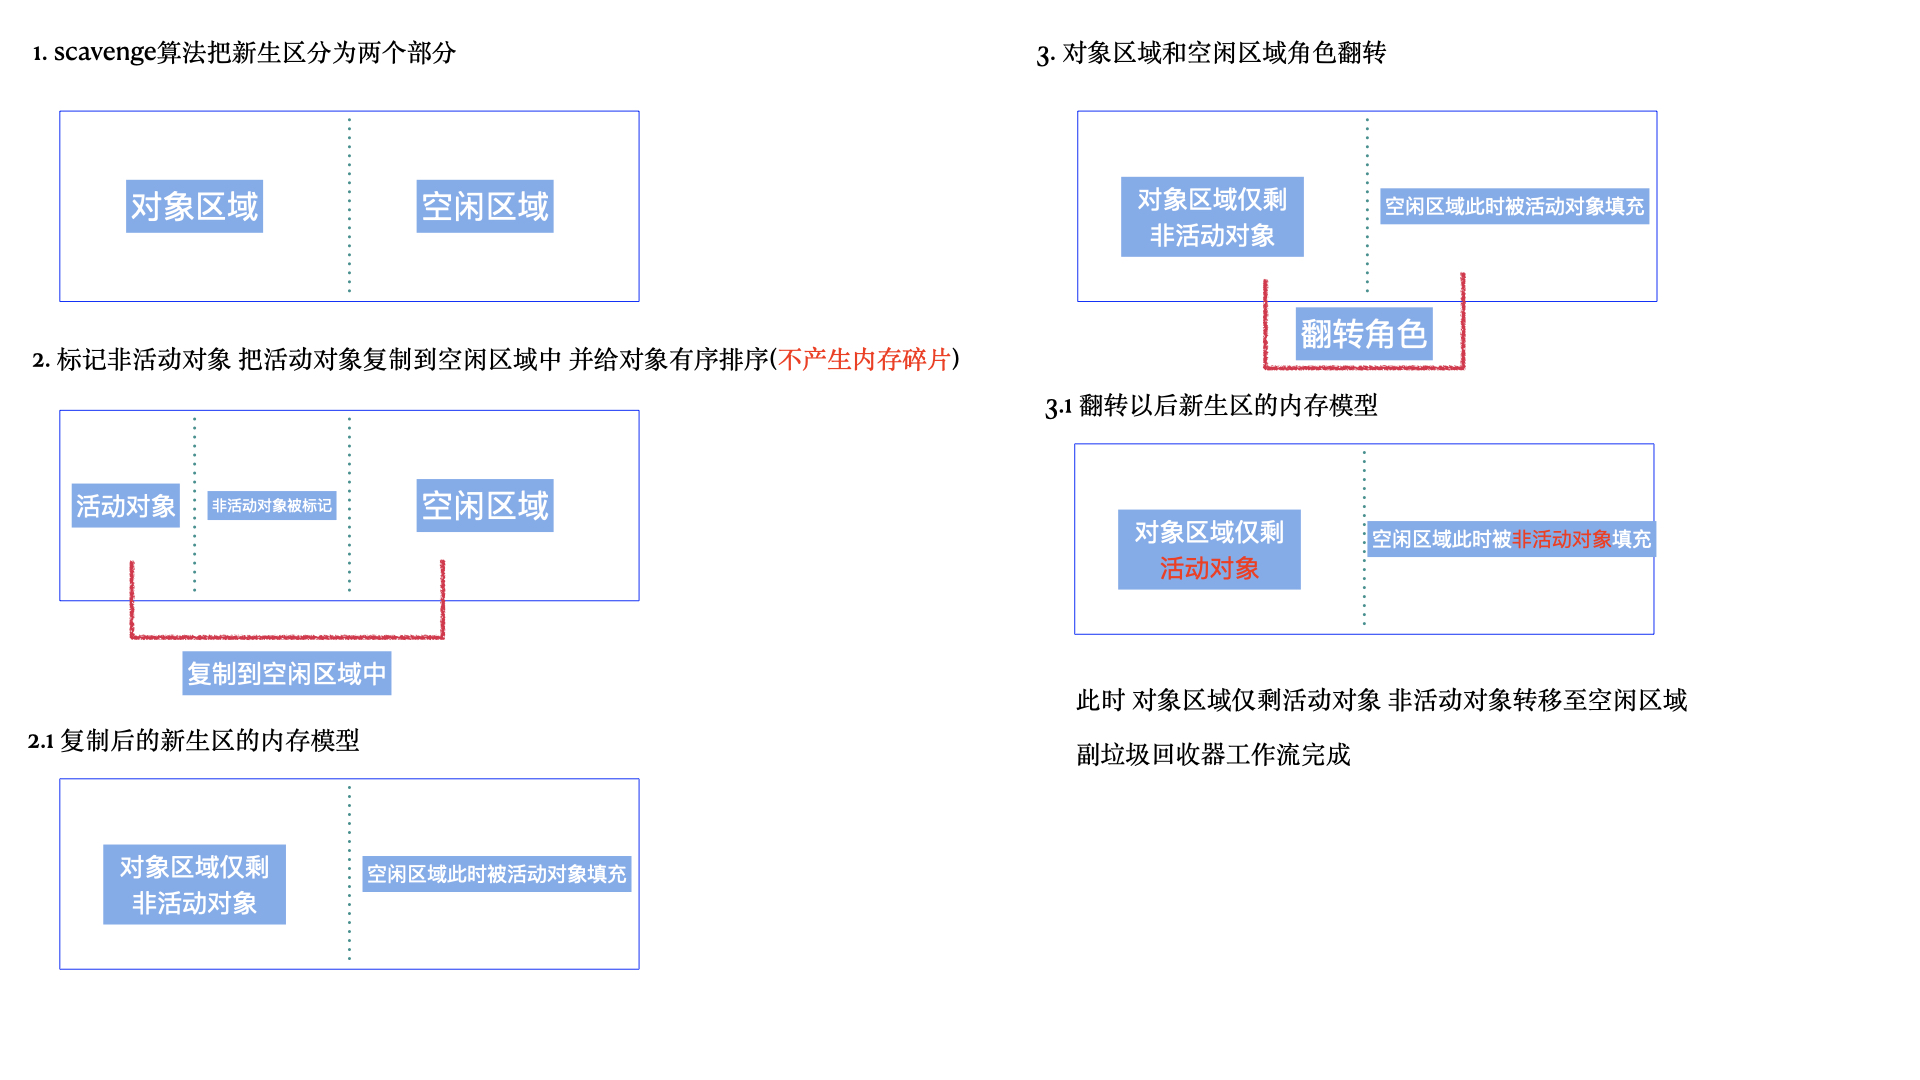 1. scavenge算法把新生区分为两个部分
对象区域
空闲区域
2. 标记非活动对象 把活动对象复制到空闲区域中 并给对象有序排序(不产生内存碎片)
活动对象
非活动对象被标记
空闲区域
复制到空闲区域中
2.1 复制后的新生区的内存模型
对象区域仅剩
非活动对象
空闲区域此时被活动对象填充
3. 对象区域和空闲区域角色翻转
对象区域仅剩
非活动对象
空闲区域此时被活动对象填充
翻转角色
3.1 翻转以后新生区的内存模型
对象区域仅剩
活动对象
空闲区域此时被非活动对象填充
此时 对象区域仅剩活动对象 非活动对象转移至空闲区域
副垃圾回收器工作流完成